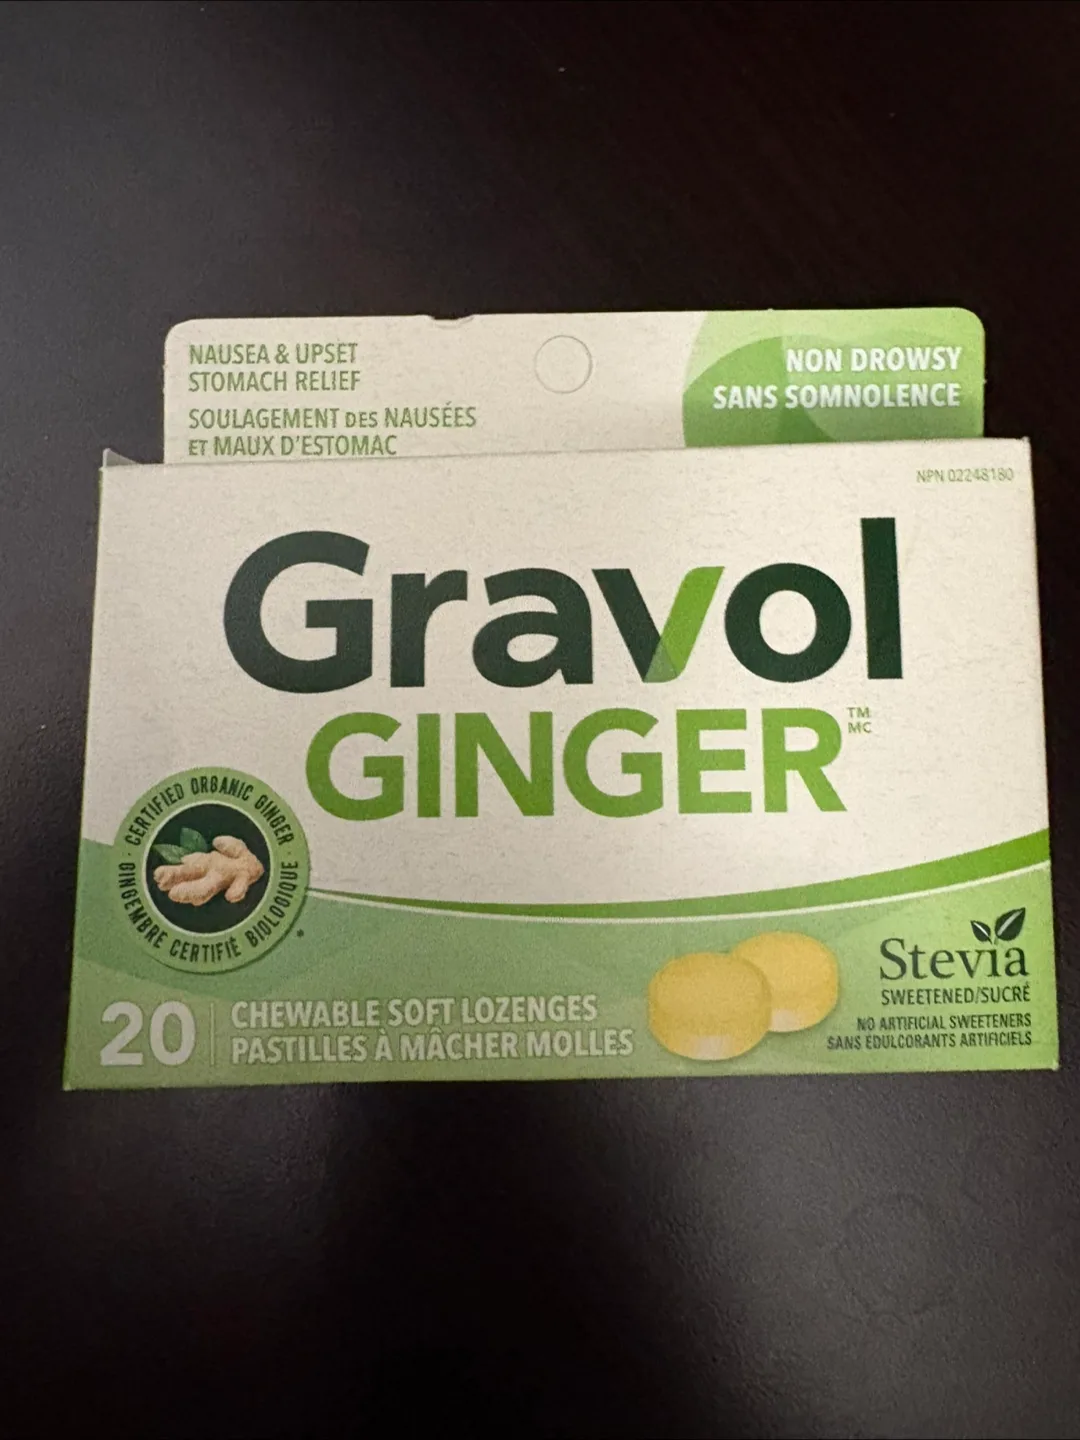 NAUSEA & UPSET
STOMACH RELIEF
SOULAGEMENT DES NAUSÉES
ET MAUX D'ESTOMAC
NON DROWSY
SANS SOMNOLENCE
NPN 02248180
Gravol
GINGER
TM
MC
CERTIFIED ORGANIC GINGER
· GINGEMBRE CERTIFIÉ BIOLOGIQUE ·
*
20
CHEWABLE SOFT LOZENGES
PASTILLES À MÂCHER MOLLES
Stevia
SWEETENED/SUCRÉ
NO ARTIFICIAL SWEETENERS
SANS ÉDULCORANTS ARTIFICIELS